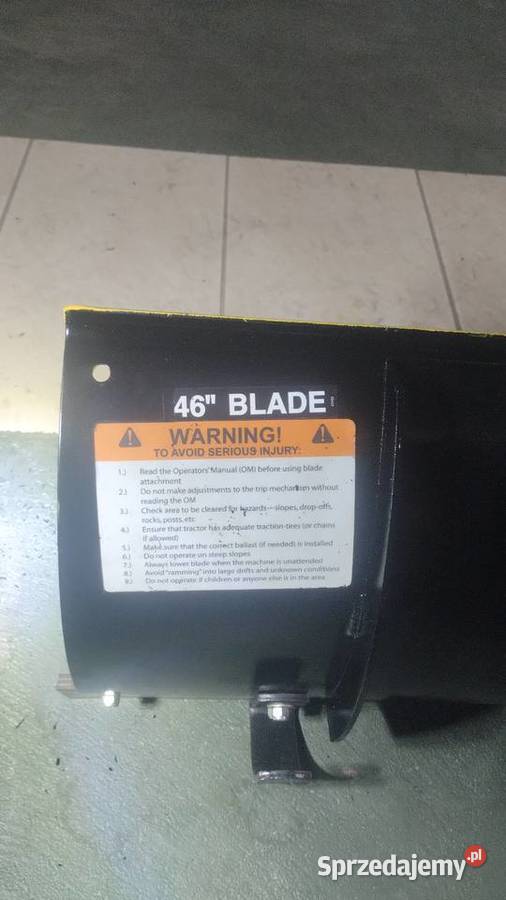 46" BLADE
WARNING!
TO AVOID SERIOUS INJURY:
1.) Read the Operators' Manual (OM) before using blade
attachment
2.) Do not make adjustments to the trip mechanism without
reading the OM
3.) Check area to be cleared for hazards—slopes, drop-offs,
rocks, posts, etc
4.) Ensure that tractor has adequate traction-tires (or chains
if allowed)
5.) Make sure that the correct ballast (if needed) is installed
6.) Do not operate on steep slopes
7.) Always lower blade when the machine is unattended
8.) Avoid "ramming" into large drifts and unknown conditions
9.) Do not operate if children or anyone else is in the area
Sprzedajemy.pl